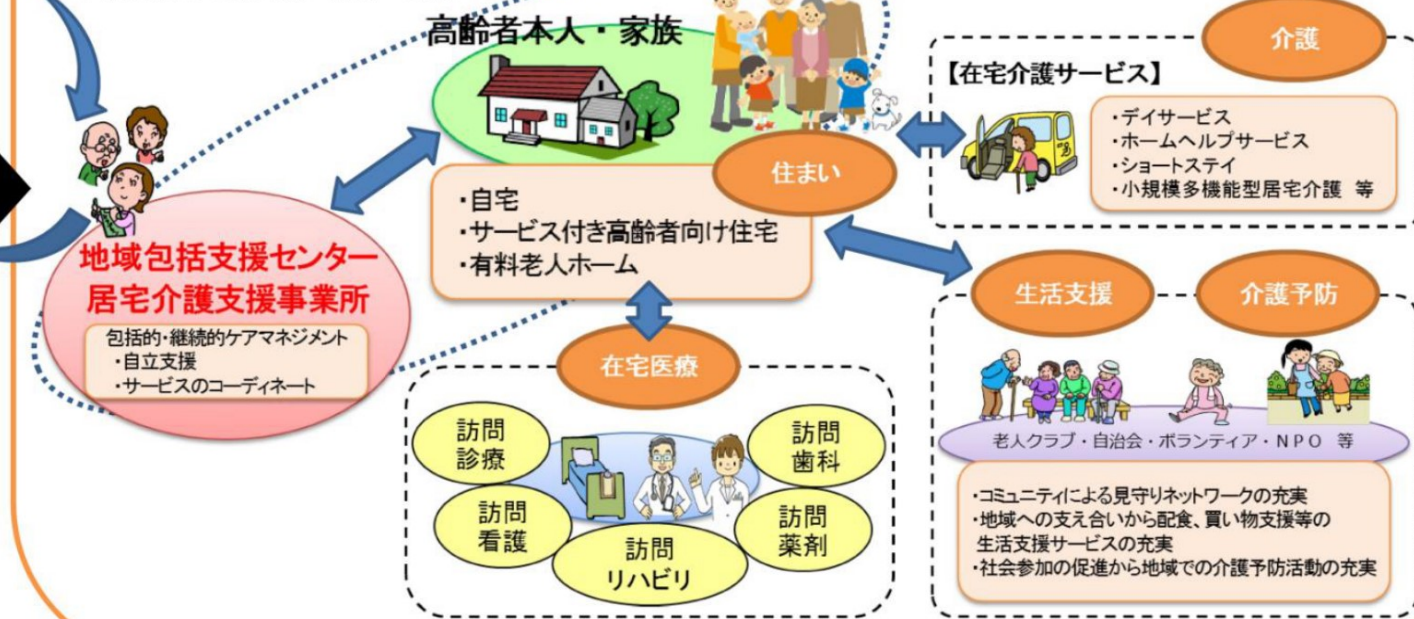 高齢者本人・家族
住まい
・自宅
・サービス付き高齢者向け住宅
・有料老人ホーム
介護
【在宅介護サービス】
・デイサービス
・ホームヘルプサービス
・ショートステイ
・小規模多機能型居宅介護 等
地域包括支援センター
居宅介護支援事業所
包括的・継続的ケアマネジメント
・自立支援
・サービスのコーディネート
在宅医療
訪問
診療
訪問
歯科
訪問
看護
訪問
薬剤
訪問
リハビリ
生活支援
介護予防
老人クラブ・自治会・ボランティア・NPO 等
・コミュニティによる見守りネットワークの充実
・地域への支え合いから配食、買い物支援等の
生活支援サービスの充実
・社会参加の促進から地域での介護予防活動の充実